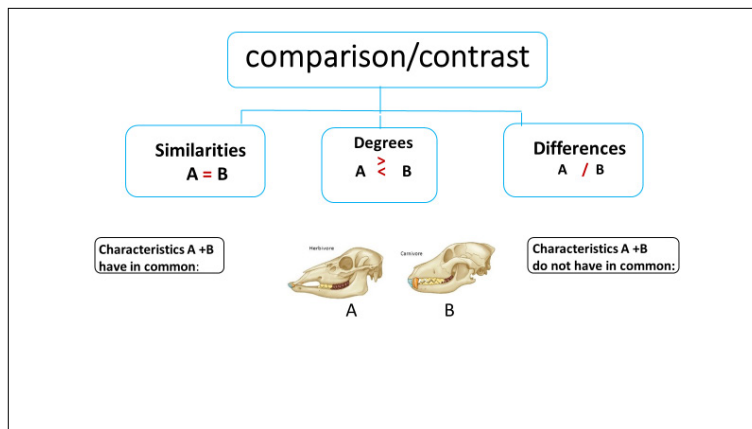 comparison/contrast
Similarities
A = B
Degrees
>
A < B
Differences
A / B
Characteristics A +B
have in common:
Herbivore
Carnivore
A
B
Characteristics A +B
do not have in common: